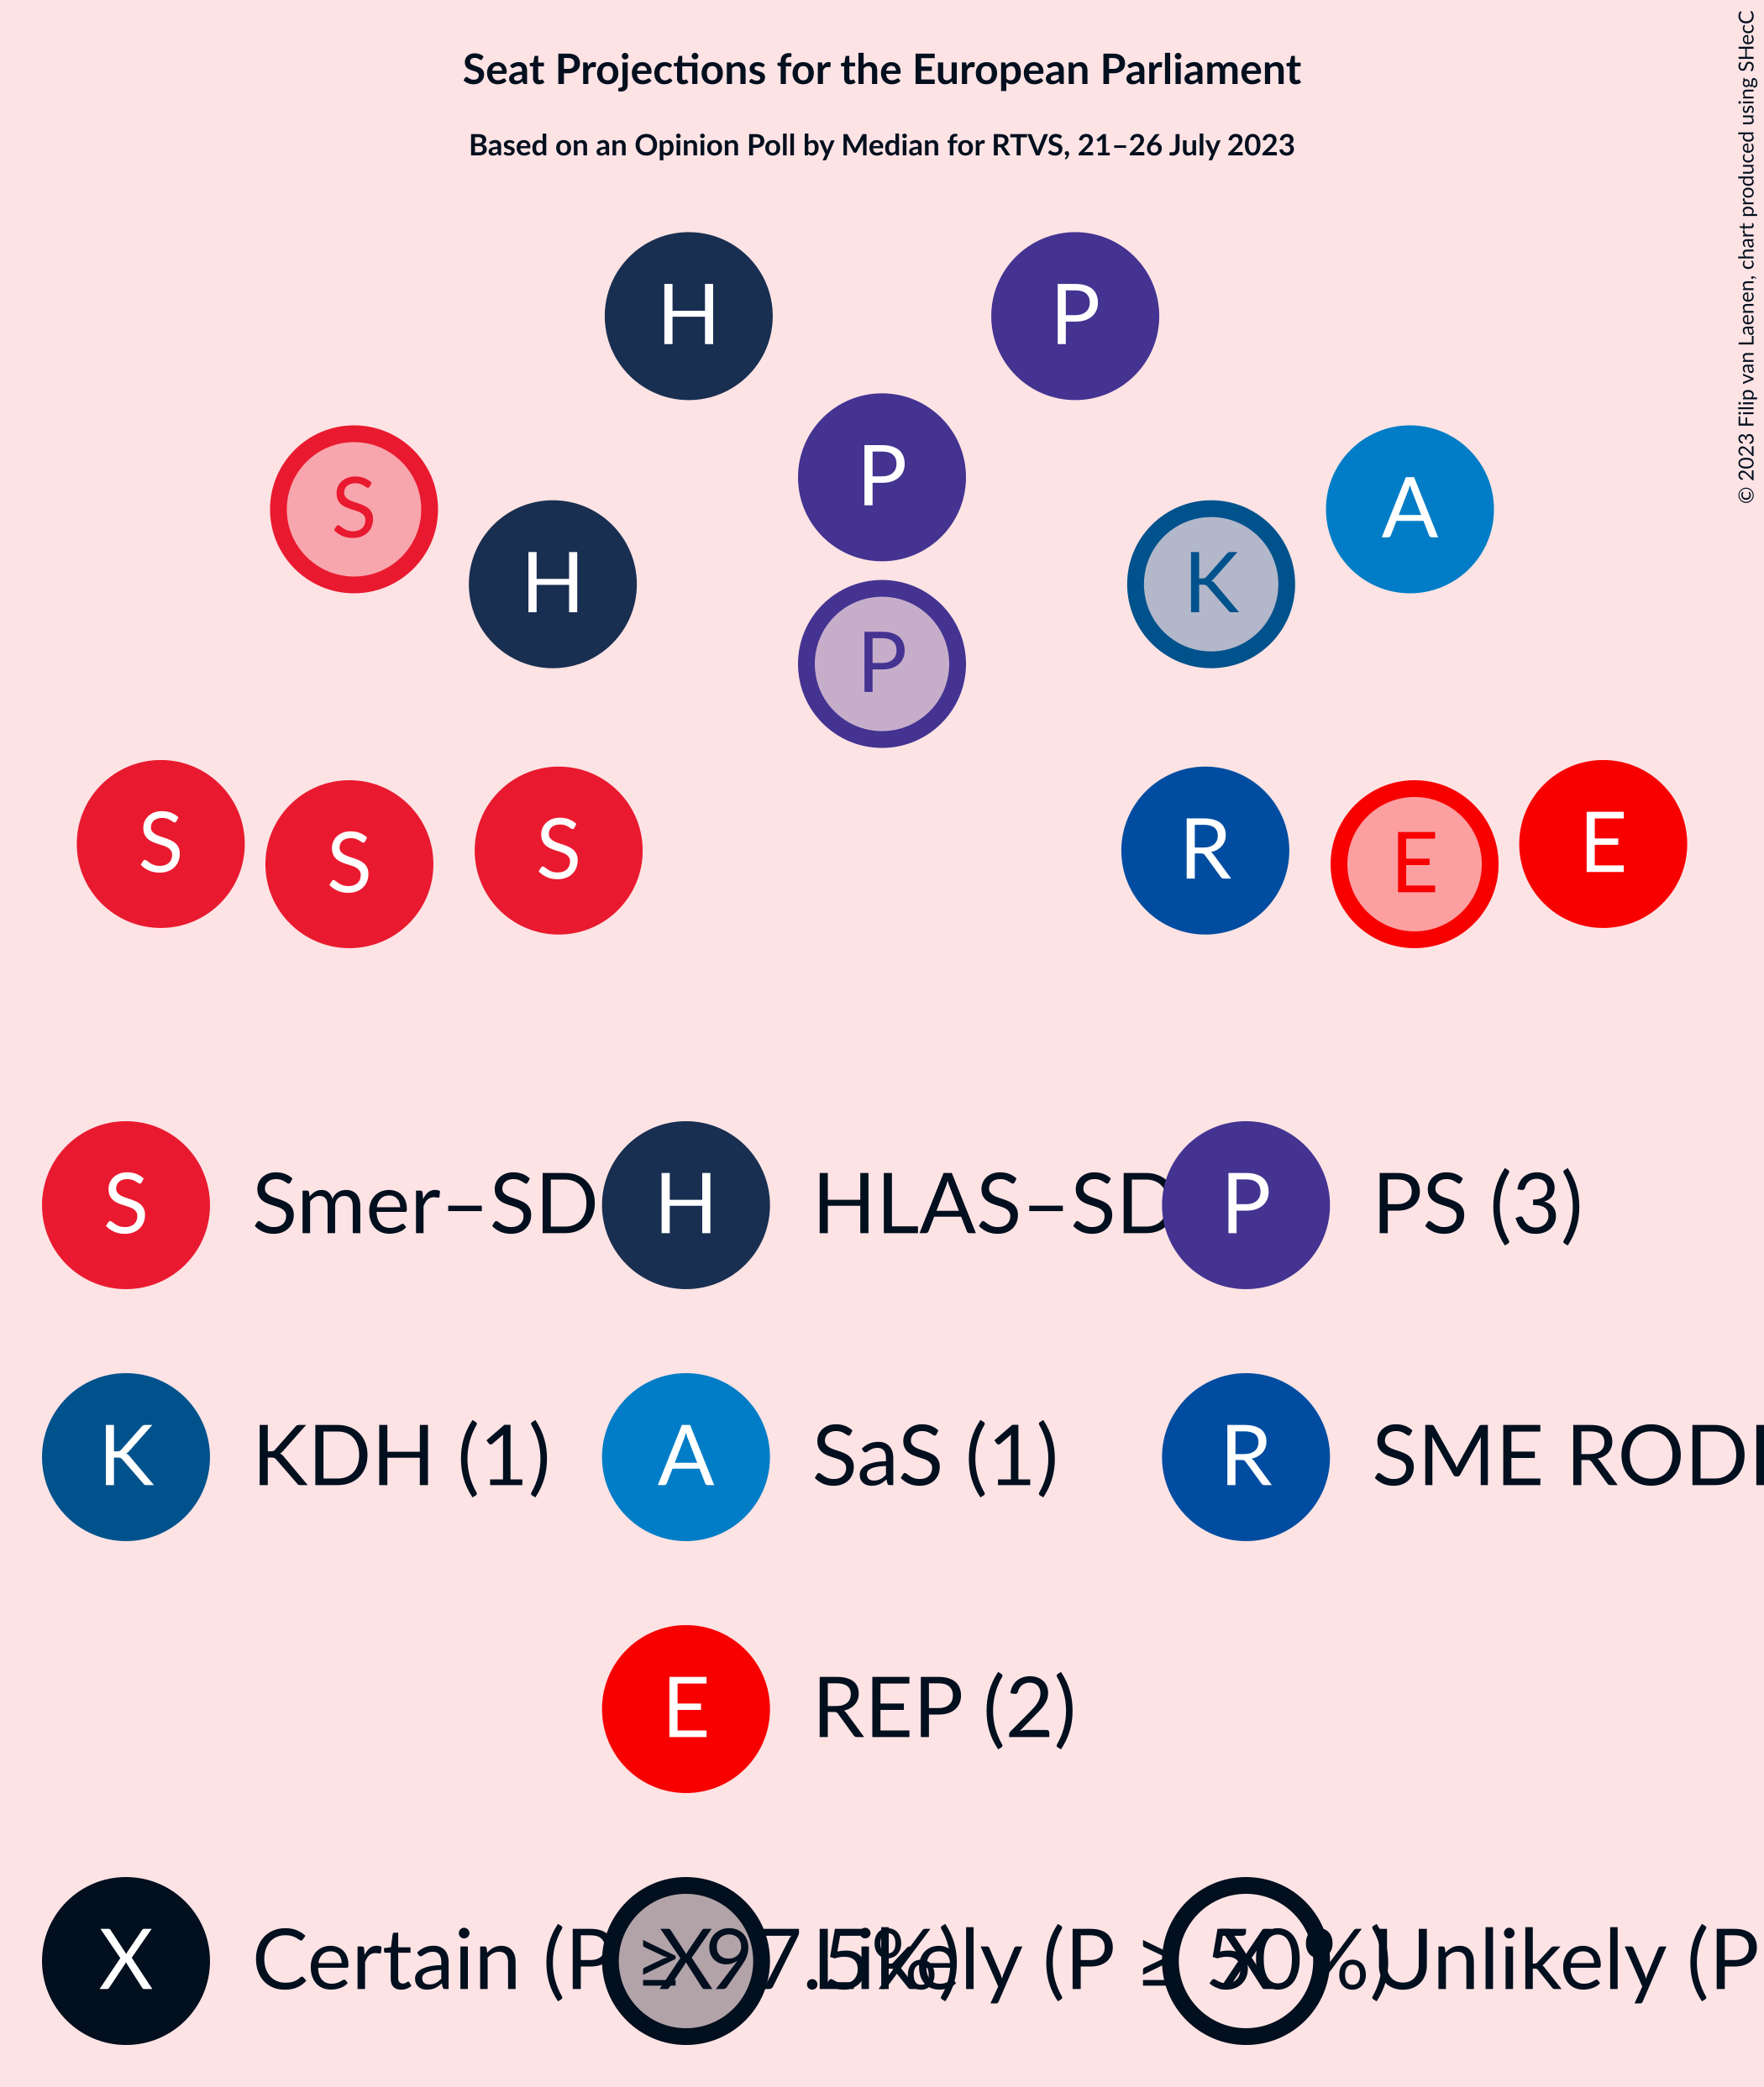 Seat Projections for the European Parliament
Based on an Opinion Poll by Median for RTVS, 21–26 July 2023
© 2023 Filip van Laenen, chart produced using SHecC
H P
P
S A
H K
P
S S
R E
S S E
S Smer–SD H HLAS–SD P PS (3)
K KDH (1) A SaS (1) R SME RODI
E REP (2)
X Certain (P ≥ 97.5%) X Likely (P ≥ 50%) X Unlikely (P